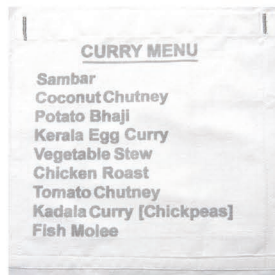 CURRY MENU
Sambar
Coconut Chutney
Potato Bhaji
Kerala Egg Curry
Vegetable Stew
Chicken Roast
Tomato Chutney
Kadala Curry [Chickpeas]
Fish Molee